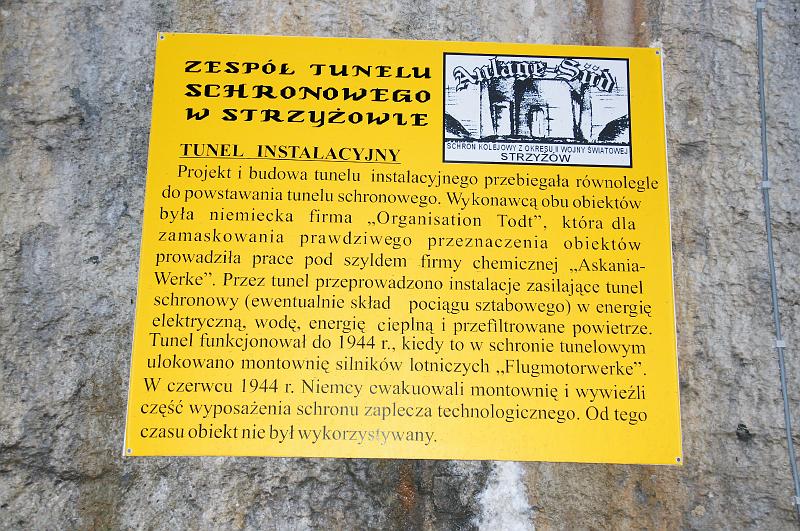 ZESPÓŁ TUNELU
SCHRONOWEGO
W STRZYŻOWIE
Anlage Süd
SCHRON KOLEJOWY Z OKRESU II WOJNY ŚWIATOWEJ
STRZYŻÓW
TUNEL INSTALACYJNY
Projekt i budowa tunelu instalacyjnego przebiegała równolegle
do powstawania tunelu schronowego. Wykonawcą obu obiektów
była niemiecka firma „Organisation Todt”, która dla
zamaskowania prawdziwego przeznaczenia obiektów
prowadziła prace pod szyldem firmy chemicznej „Askania-
Werke”. Przez tunel przeprowadzono instalacje zasilające tunel
schronowy (ewentualnie skład pociągu sztabowego) w energię
elektryczną, wodę, energię cieplną i przefiltrowane powietrze.
Tunel funkcjonował do 1944 r., kiedy to w schronie tunelowym
ulokowano montownię silników lotniczych „Flugmotorwerke”.
W czerwcu 1944 r. Niemcy ewakuowali montownię i wywieźli
część wyposażenia schronu zaplecza technologicznego. Od tego
czasu obiekt nie był wykorzystywany.